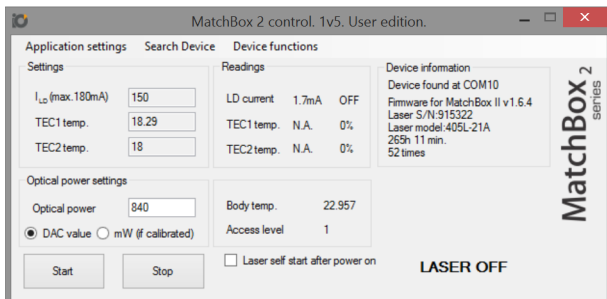 MatchBox 2 control. 1v5. User edition.
Application settings Search Device Device functions
Settings
I_LD (max.180mA) 150
TEC1 temp. 18.29
TEC2 temp. 18
Readings
LD current 1.7mA OFF
TEC1 temp. N.A. 0%
TEC2 temp. N.A. 0%
Device information
Device found at COM10
Firmware for MatchBox II v1.6.4
Laser S/N:915322
Laser model:405L-21A
265h 11 min.
52 times
MatchBox 2
series
Optical power settings
Optical power 840
DAC value mW (if calibrated)
Body temp. 22.957
Access level 1
Start Stop
Laser self start after power on
LASER OFF